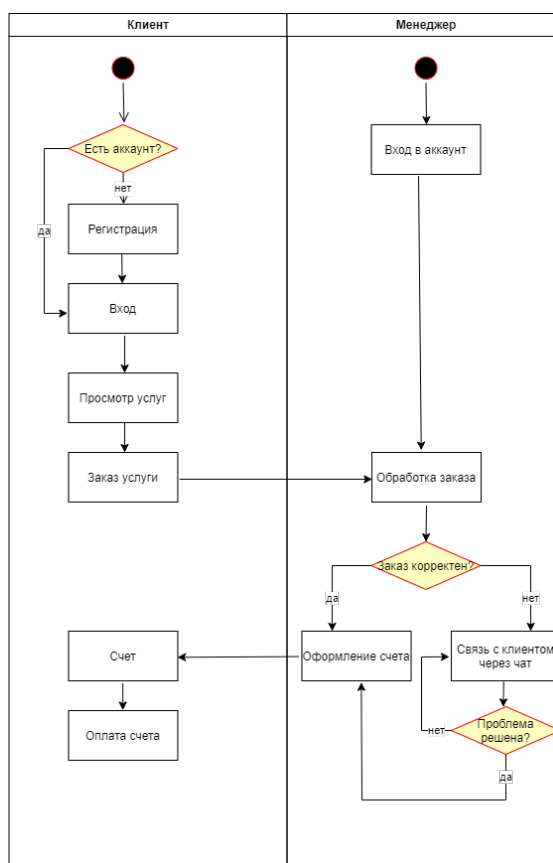 Клиент
Менеджер
Есть аккаунт?
Вход в аккаунт
нет
да
Регистрация
Вход
Просмотр услуг
Заказ услуги
Обработка заказа
Заказ корректен?
да
нет
Счет
Оформление счета
Связь с клиентом
через чат
Оплата счета
нет
Проблема
решена?
да